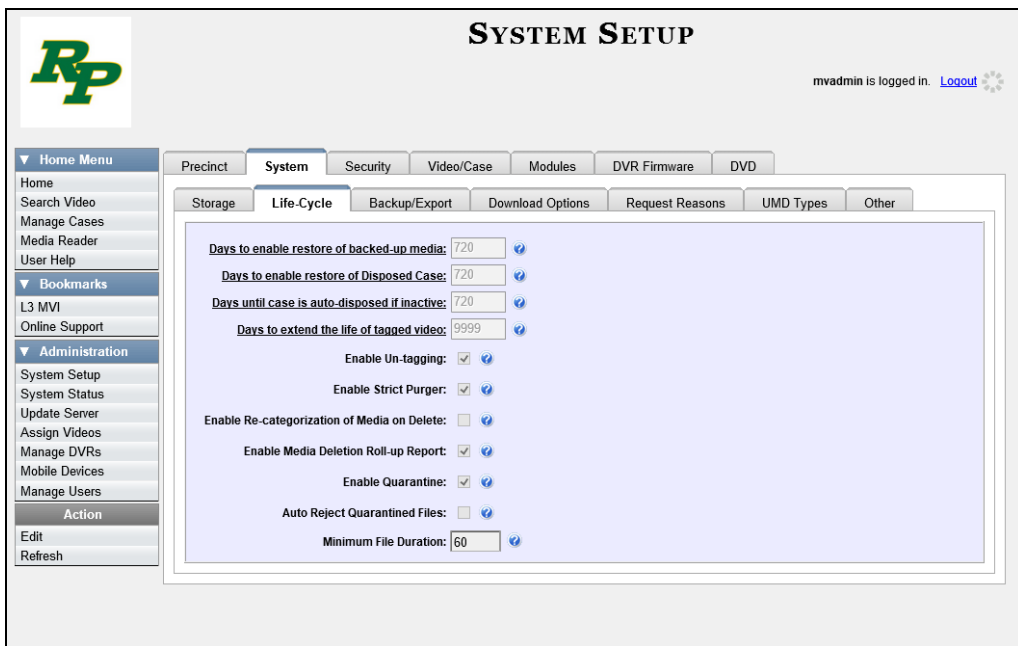 SYSTEM SETUP
RP
mvadmin is logged in. Logout
▼ Home Menu
Home
Search Video
Manage Cases
Media Reader
User Help
▼ Bookmarks
L3 MVI
Online Support
▼ Administration
System Setup
System Status
Update Server
Assign Videos
Manage DVRs
Mobile Devices
Manage Users
Action
Edit
Refresh
Precinct System Security Video/Case Modules DVR Firmware DVD
Storage Life-Cycle Backup/Export Download Options Request Reasons UMD Types Other
Days to enable restore of backed-up media: 720 ?
Days to enable restore of Disposed Case: 720 ?
Days until case is auto-disposed if inactive: 720 ?
Days to extend the life of tagged video: 9999 ?
Enable Un-tagging: ?
Enable Strict Purger: ?
Enable Re-categorization of Media on Delete: ?
Enable Media Deletion Roll-up Report: ?
Enable Quarantine: ?
Auto Reject Quarantined Files: ?
Minimum File Duration: 60 ?